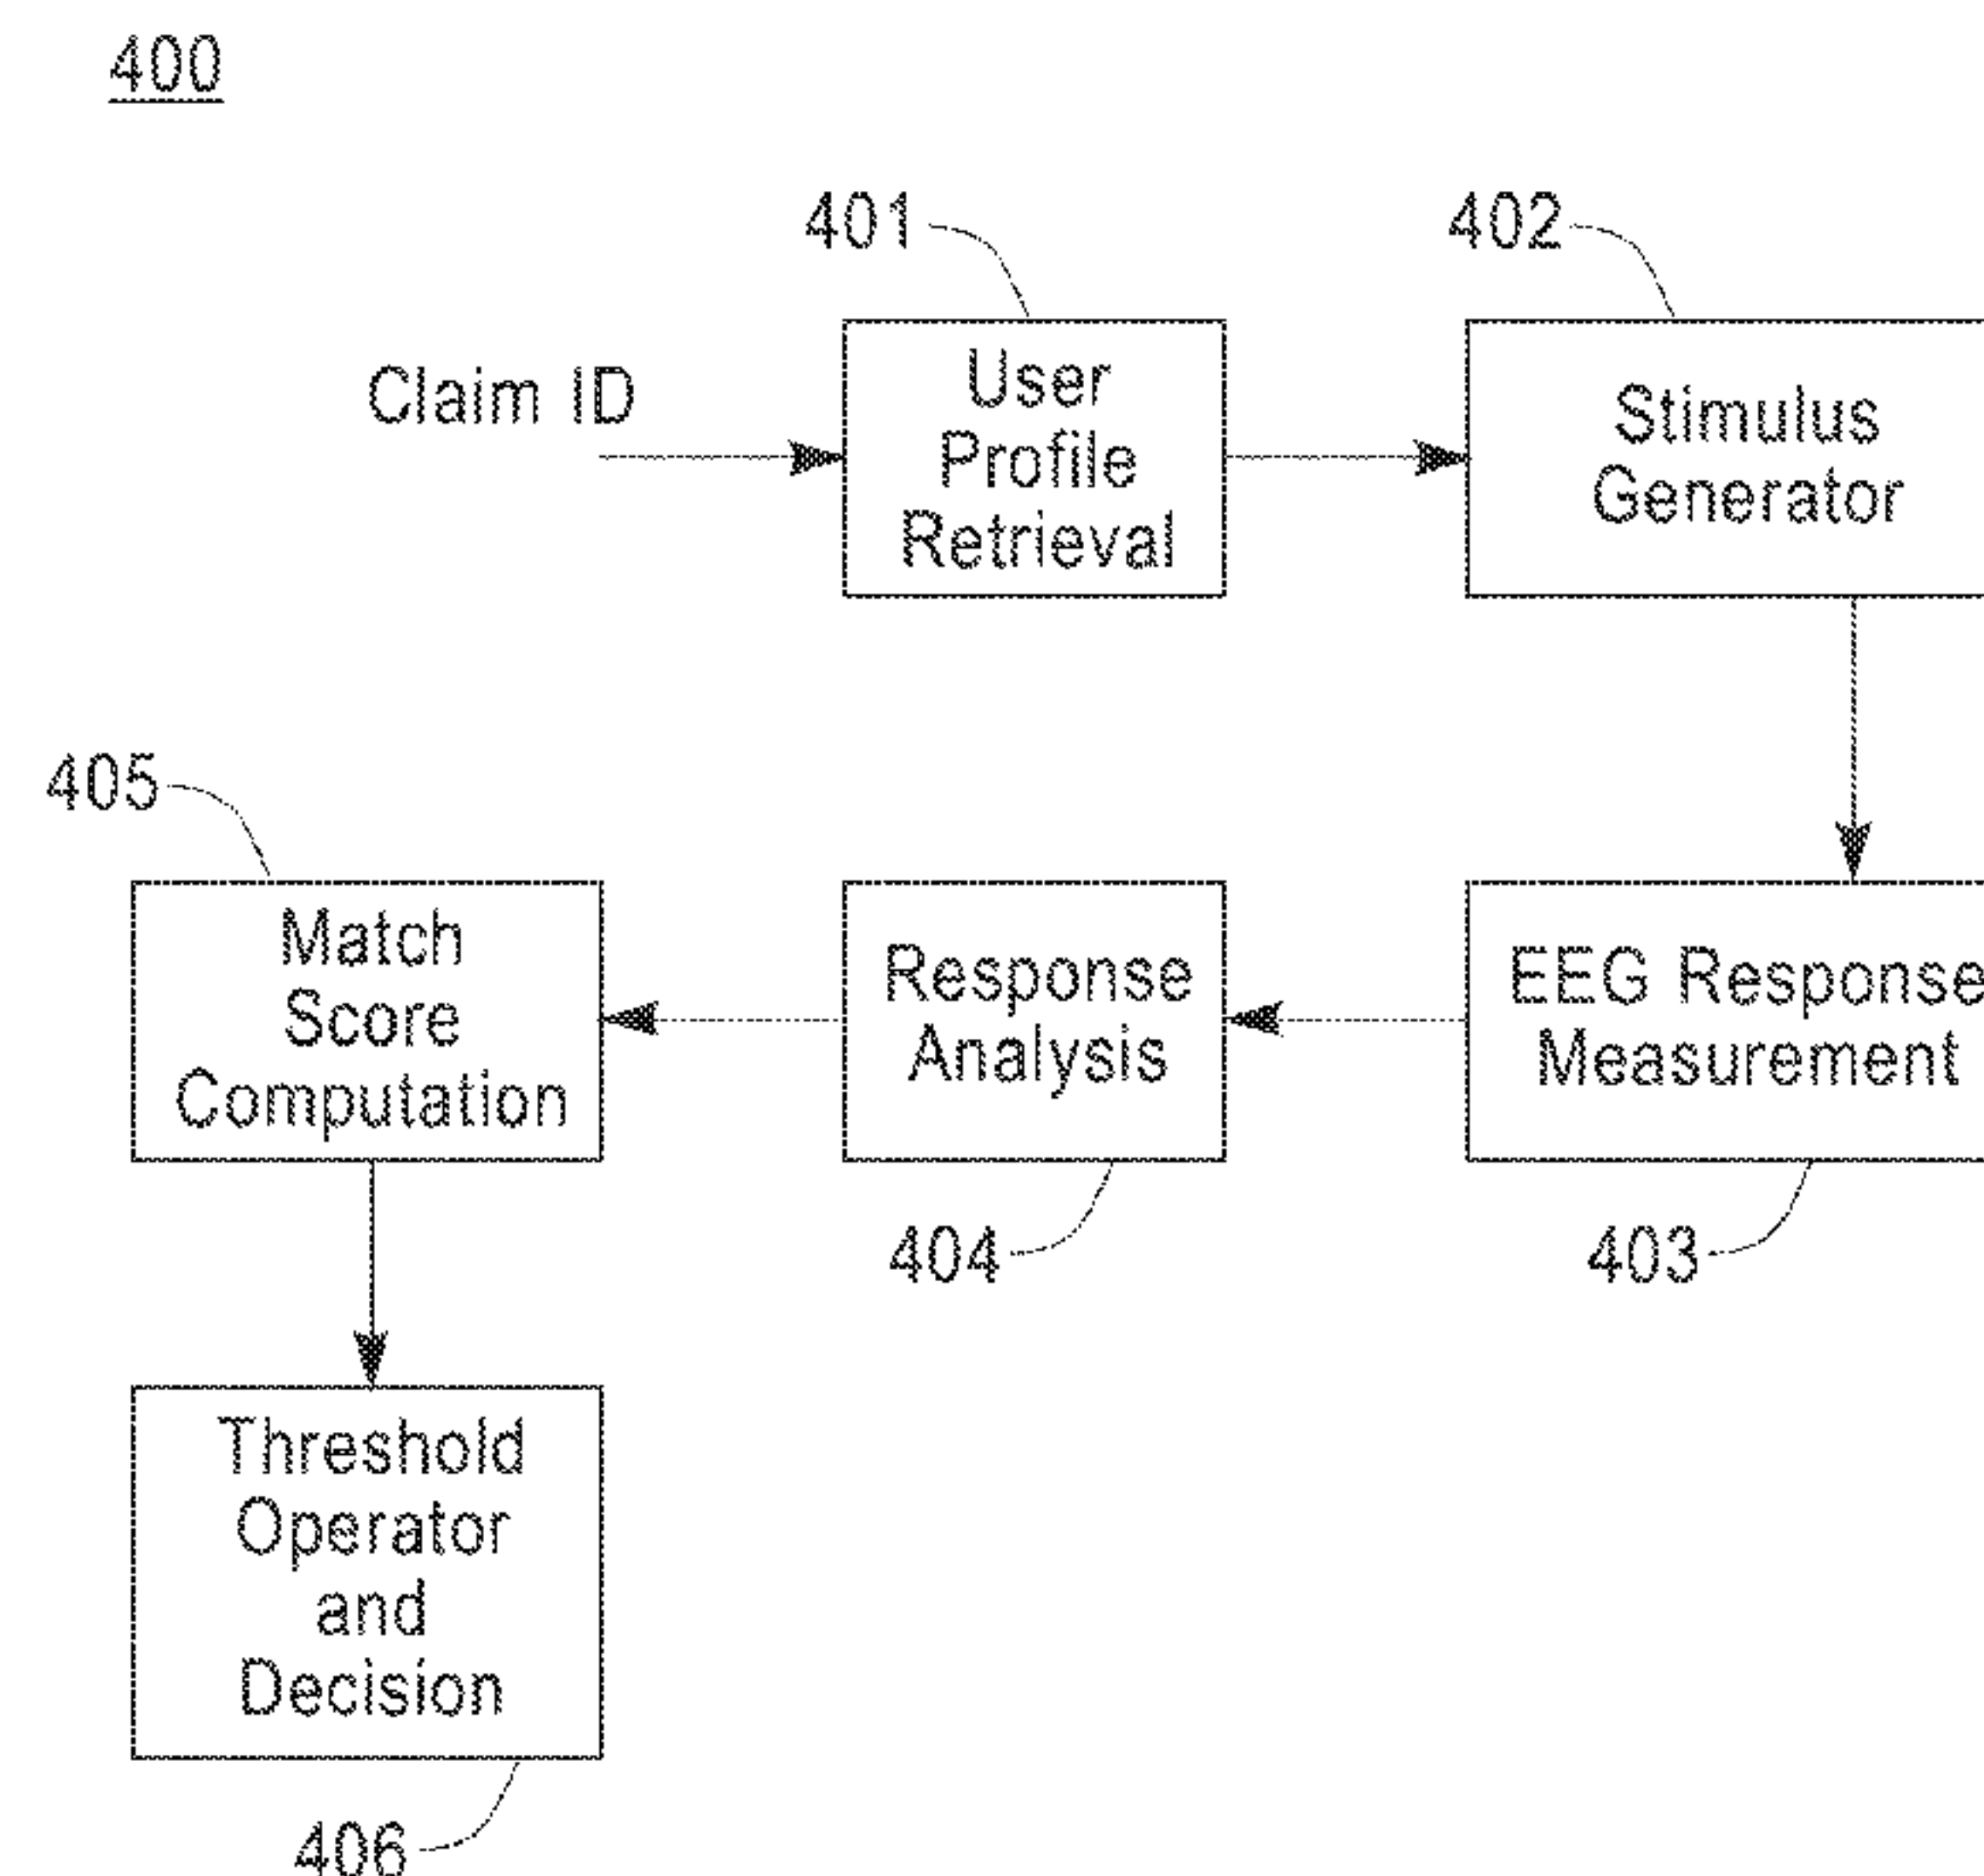 400
401
402
Claim ID
User
Profile
Retrieval
Stimulus
Generator
405
Match
Score
Computation
Response
Analysis
EEG Response
Measurement
404
403
Threshold
Operator
and
Decision
406